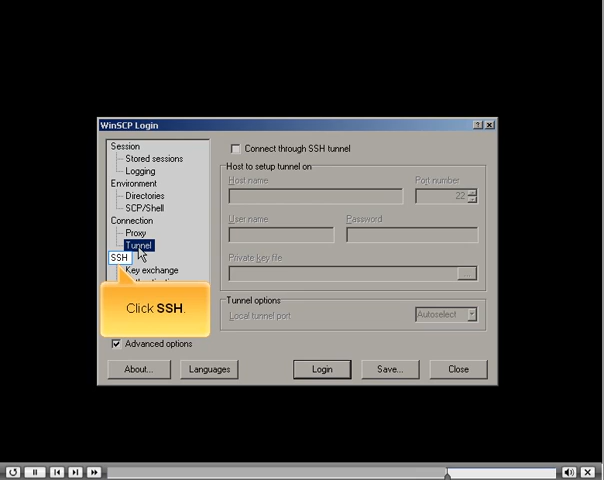 WinSCP Login
Session
Stored sessions
Logging
Environment
Directories
SCP/Shell
Connection
Proxy
Tunnel
SSH
Key exchange
Click SSH.
Advanced options
Connect through SSH tunnel
Host to setup tunnel on
Host name
Port number
22
User name
Password
Private key file
...
Tunnel options
Local tunnel port
Autoselect
About...
Languages
Login
Save...
Close